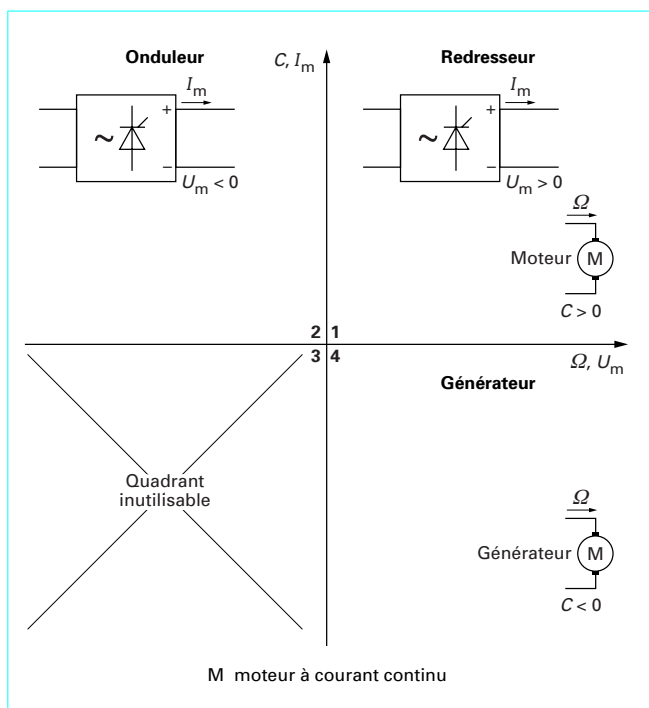 Onduleur
C, Im
Redresseur
Im
Im
+
+
~
~
–
–
Um < 0
Um > 0
Ω
Moteur
M
C > 0
2 1
3 4
Ω, Um
Générateur
Quadrant
inutilisable
Ω
Générateur
M
C < 0
M moteur à courant continu